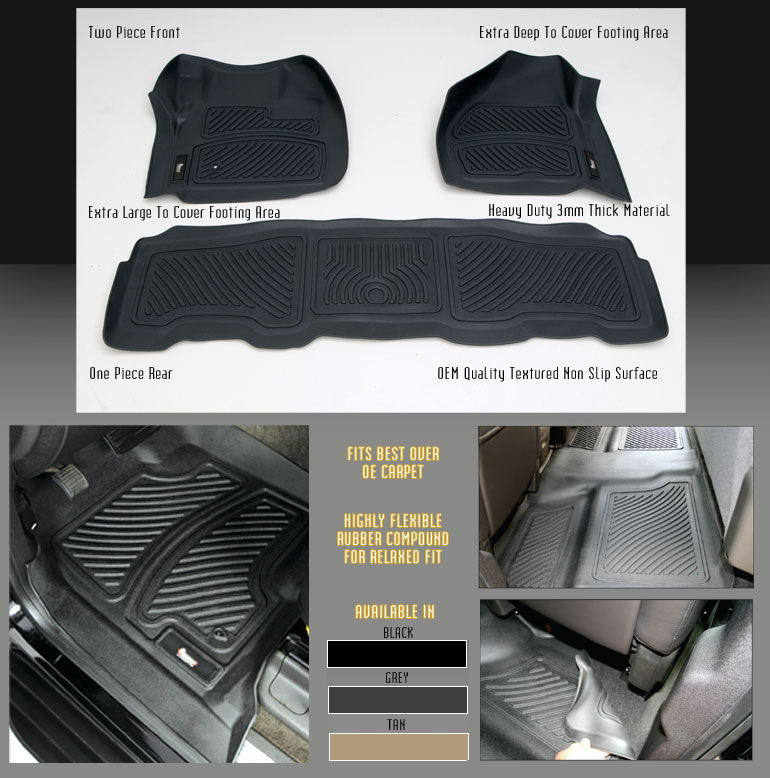 Two Piece Front
Extra Deep To Cover Footing Area
Extra Large To Cover Footing Area
Heavy Duty 3mm Thick Material
One Piece Rear
OEM Quality Textured Non Slip Surface
FITS BEST OVER
OE CARPET
HIGHLY FLEXIBLE
RUBBER COMPOUND
FOR RELAXED FIT
AVAILABLE IN
BLACK
GREY
TAN